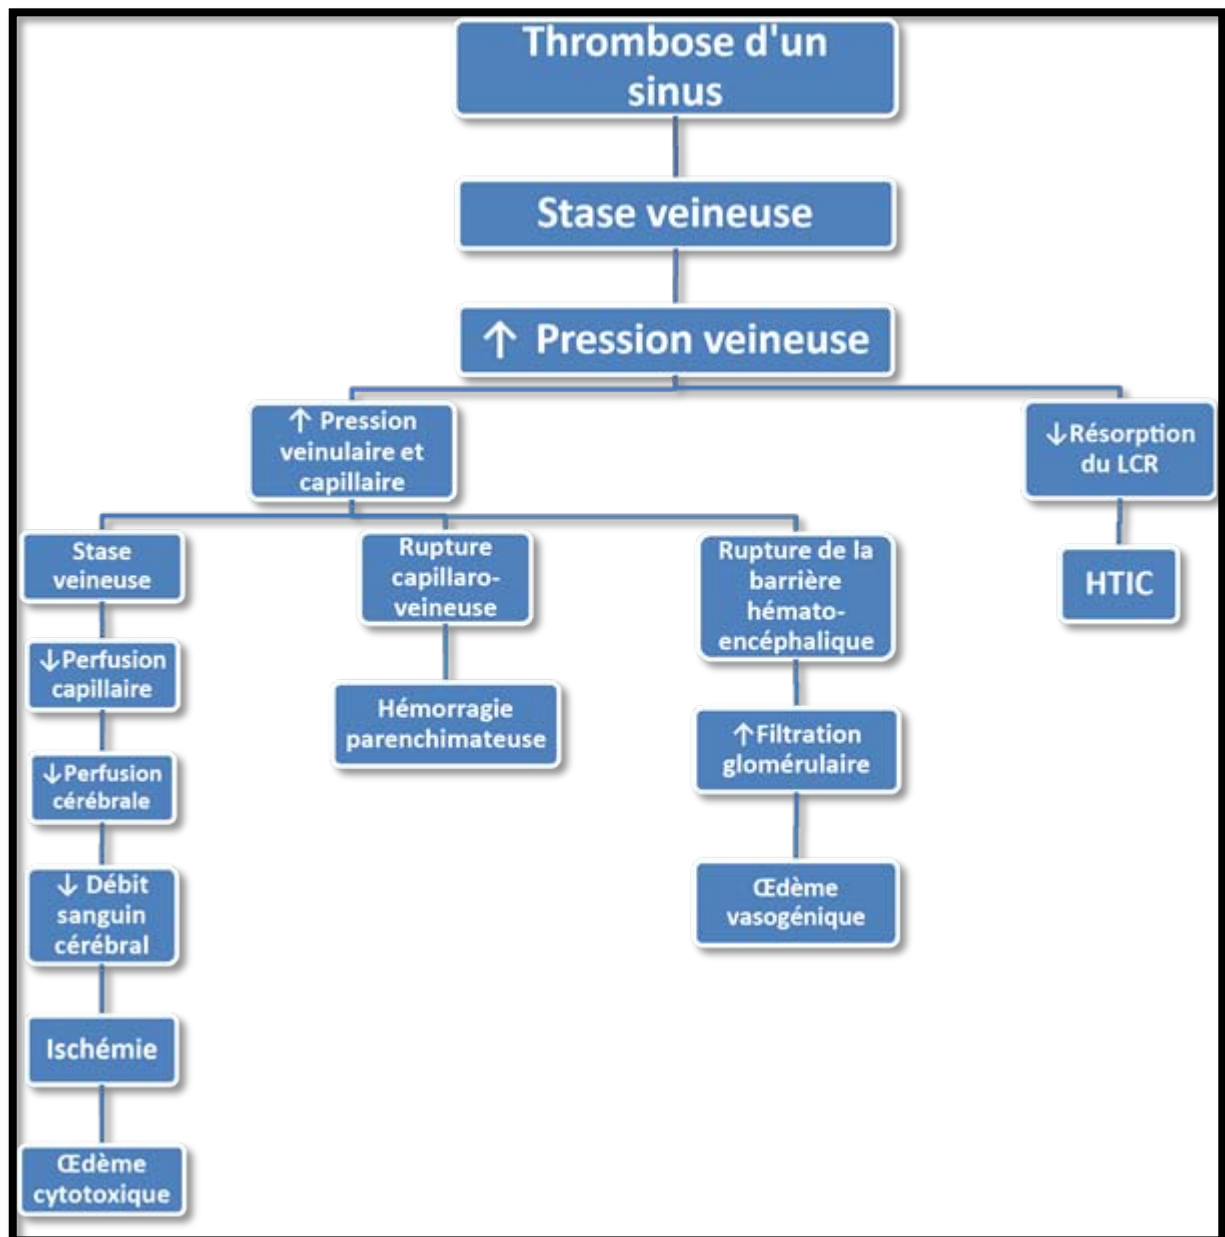 Thrombose d'un
sinus
Stase veineuse
↑ Pression veineuse
↑ Pression
veinulaire et
capillaire
↓Résorption
du LCR
Stase
veineuse
Rupture
capillaro-
veineuse
Rupture de la
barrière
hémato-
encéphalique
HTIC
↓Perfusion
capillaire
Hémorragie
parenchimateuse
↑Filtration
glomérulaire
↓Perfusion
cérébrale
↓ Débit
sanguin
cérébral
Œdème
vasogénique
Ischémie
Œdème
cytotoxique